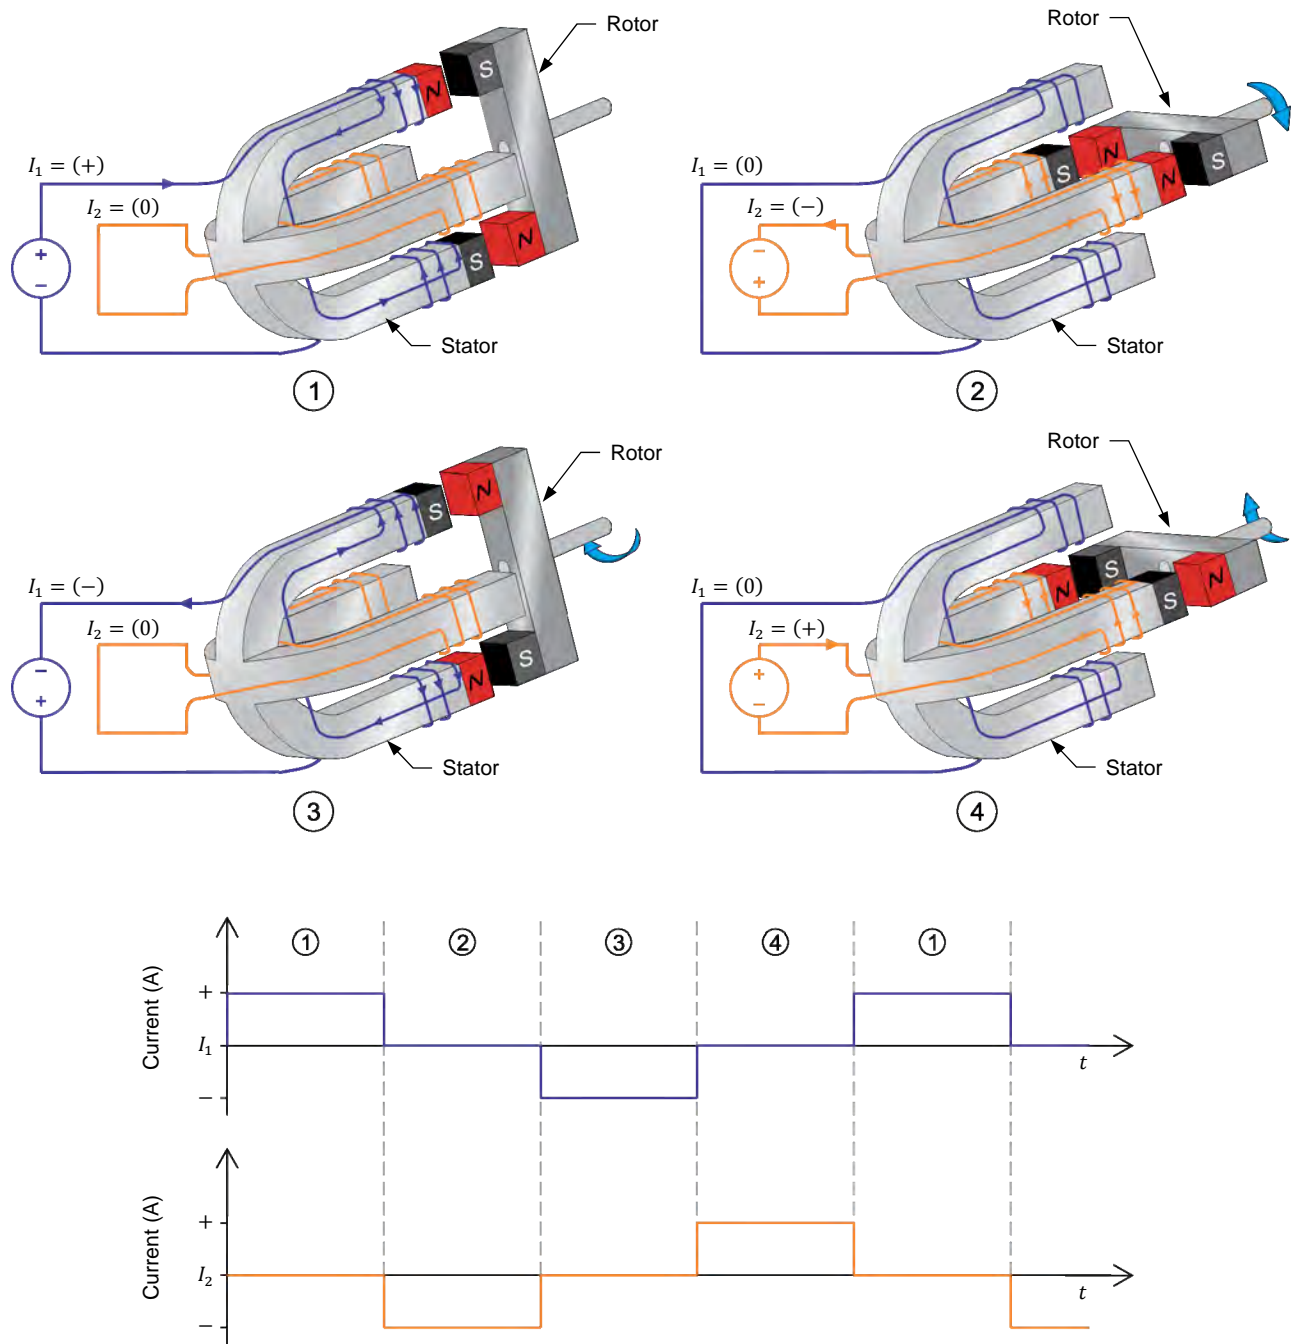 Rotor
N
S
I₁ = (+)
I₂ = (0)
+
−
S
N
Stator
1
Rotor
I₁ = (0)
N
S
S
N
I₂ = (-)
−
+
Stator
2
Rotor
N
S
I₁ = (-)
I₂ = (0)
−
+
N
S
Stator
3
Rotor
I₁ = (0)
S
N
N
S
I₂ = (+)
+
−
Stator
4
1 2 3 4 1
Current (A)
+
I₁
t
−
Current (A)
+
I₂
t
−